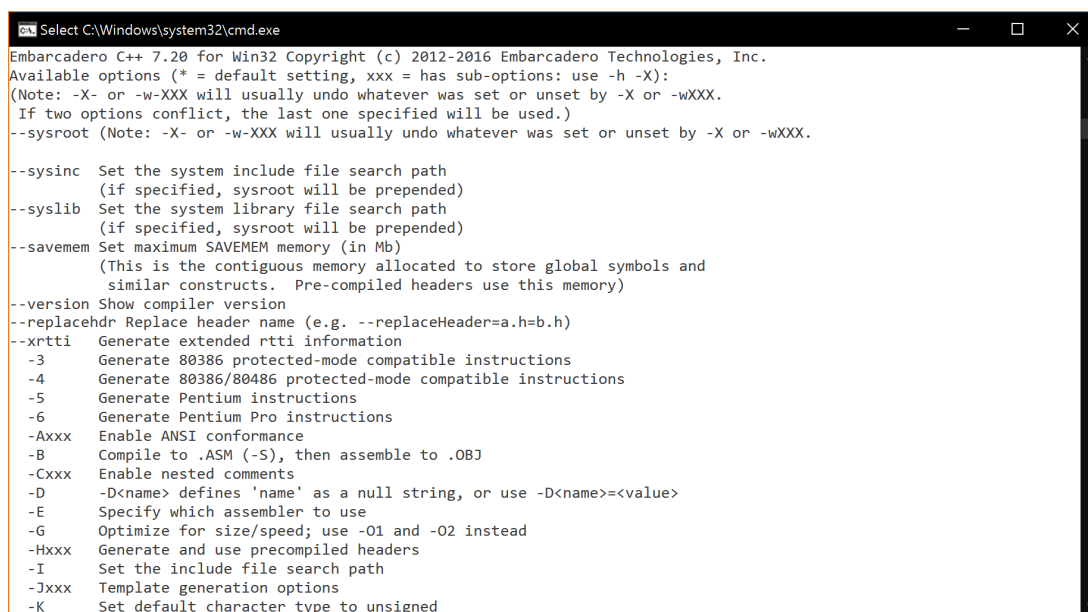 Select C:\Windows\system32\cmd.exe
Embarcadero C++ 7.20 for Win32 Copyright (c) 2012-2016 Embarcadero Technologies, Inc.
Available options (* = default setting, xxx = has sub-options: use -h -X):
(Note: -X- or -w-XXX will usually undo whatever was set or unset by -X or -wXXX.
 If two options conflict, the last one specified will be used.)
--sysroot (Note: -X- or -w-XXX will usually undo whatever was set or unset by -X or -wXXX.
--sysinc  Set the system include file search path
          (if specified, sysroot will be prepended)
--syslib  Set the system library file search path
          (if specified, sysroot will be prepended)
--savemem Set maximum SAVEMEM memory (in Mb)
          (This is the contiguous memory allocated to store global symbols and
           similar constructs.  Pre-compiled headers use this memory)
--version Show compiler version
--replacehdr Replace header name (e.g. --replaceHeader=a.h=b.h)
--xrtti   Generate extended rtti information
  -3      Generate 80386 protected-mode compatible instructions
  -4      Generate 80386/80486 protected-mode compatible instructions
  -5      Generate Pentium instructions
  -6      Generate Pentium Pro instructions
  -Axxx   Enable ANSI conformance
  -B      Compile to .ASM (-S), then assemble to .OBJ
  -Cxxx   Enable nested comments
  -D      -D<name> defines 'name' as a null string, or use -D<name>=<value>
  -E      Specify which assembler to use
  -G      Optimize for size/speed; use -O1 and -O2 instead
  -Hxxx   Generate and use precompiled headers
  -I      Set the include file search path
  -Jxxx   Template generation options
  -K      Set default character type to unsigned